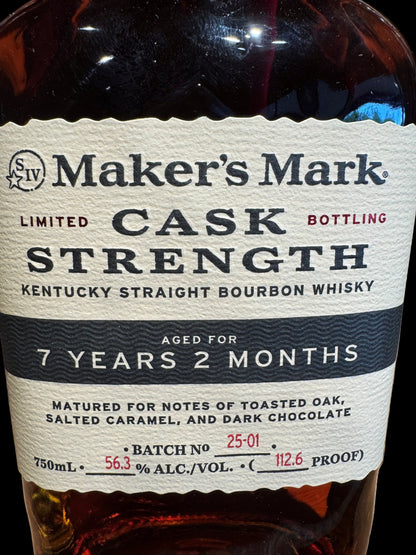 S IV
Maker's Mark®
LIMITED CASK BOTTLING
STRENGTH
KENTUCKY STRAIGHT BOURBON WHISKY
AGED FOR
7 YEARS 2 MONTHS
MATURED FOR NOTES OF TOASTED OAK,
SALTED CARAMEL, AND DARK CHOCOLATE
• BATCH Nº 25-01 •
750mL • 56.3 % ALC./VOL. • ( 112.6 PROOF)